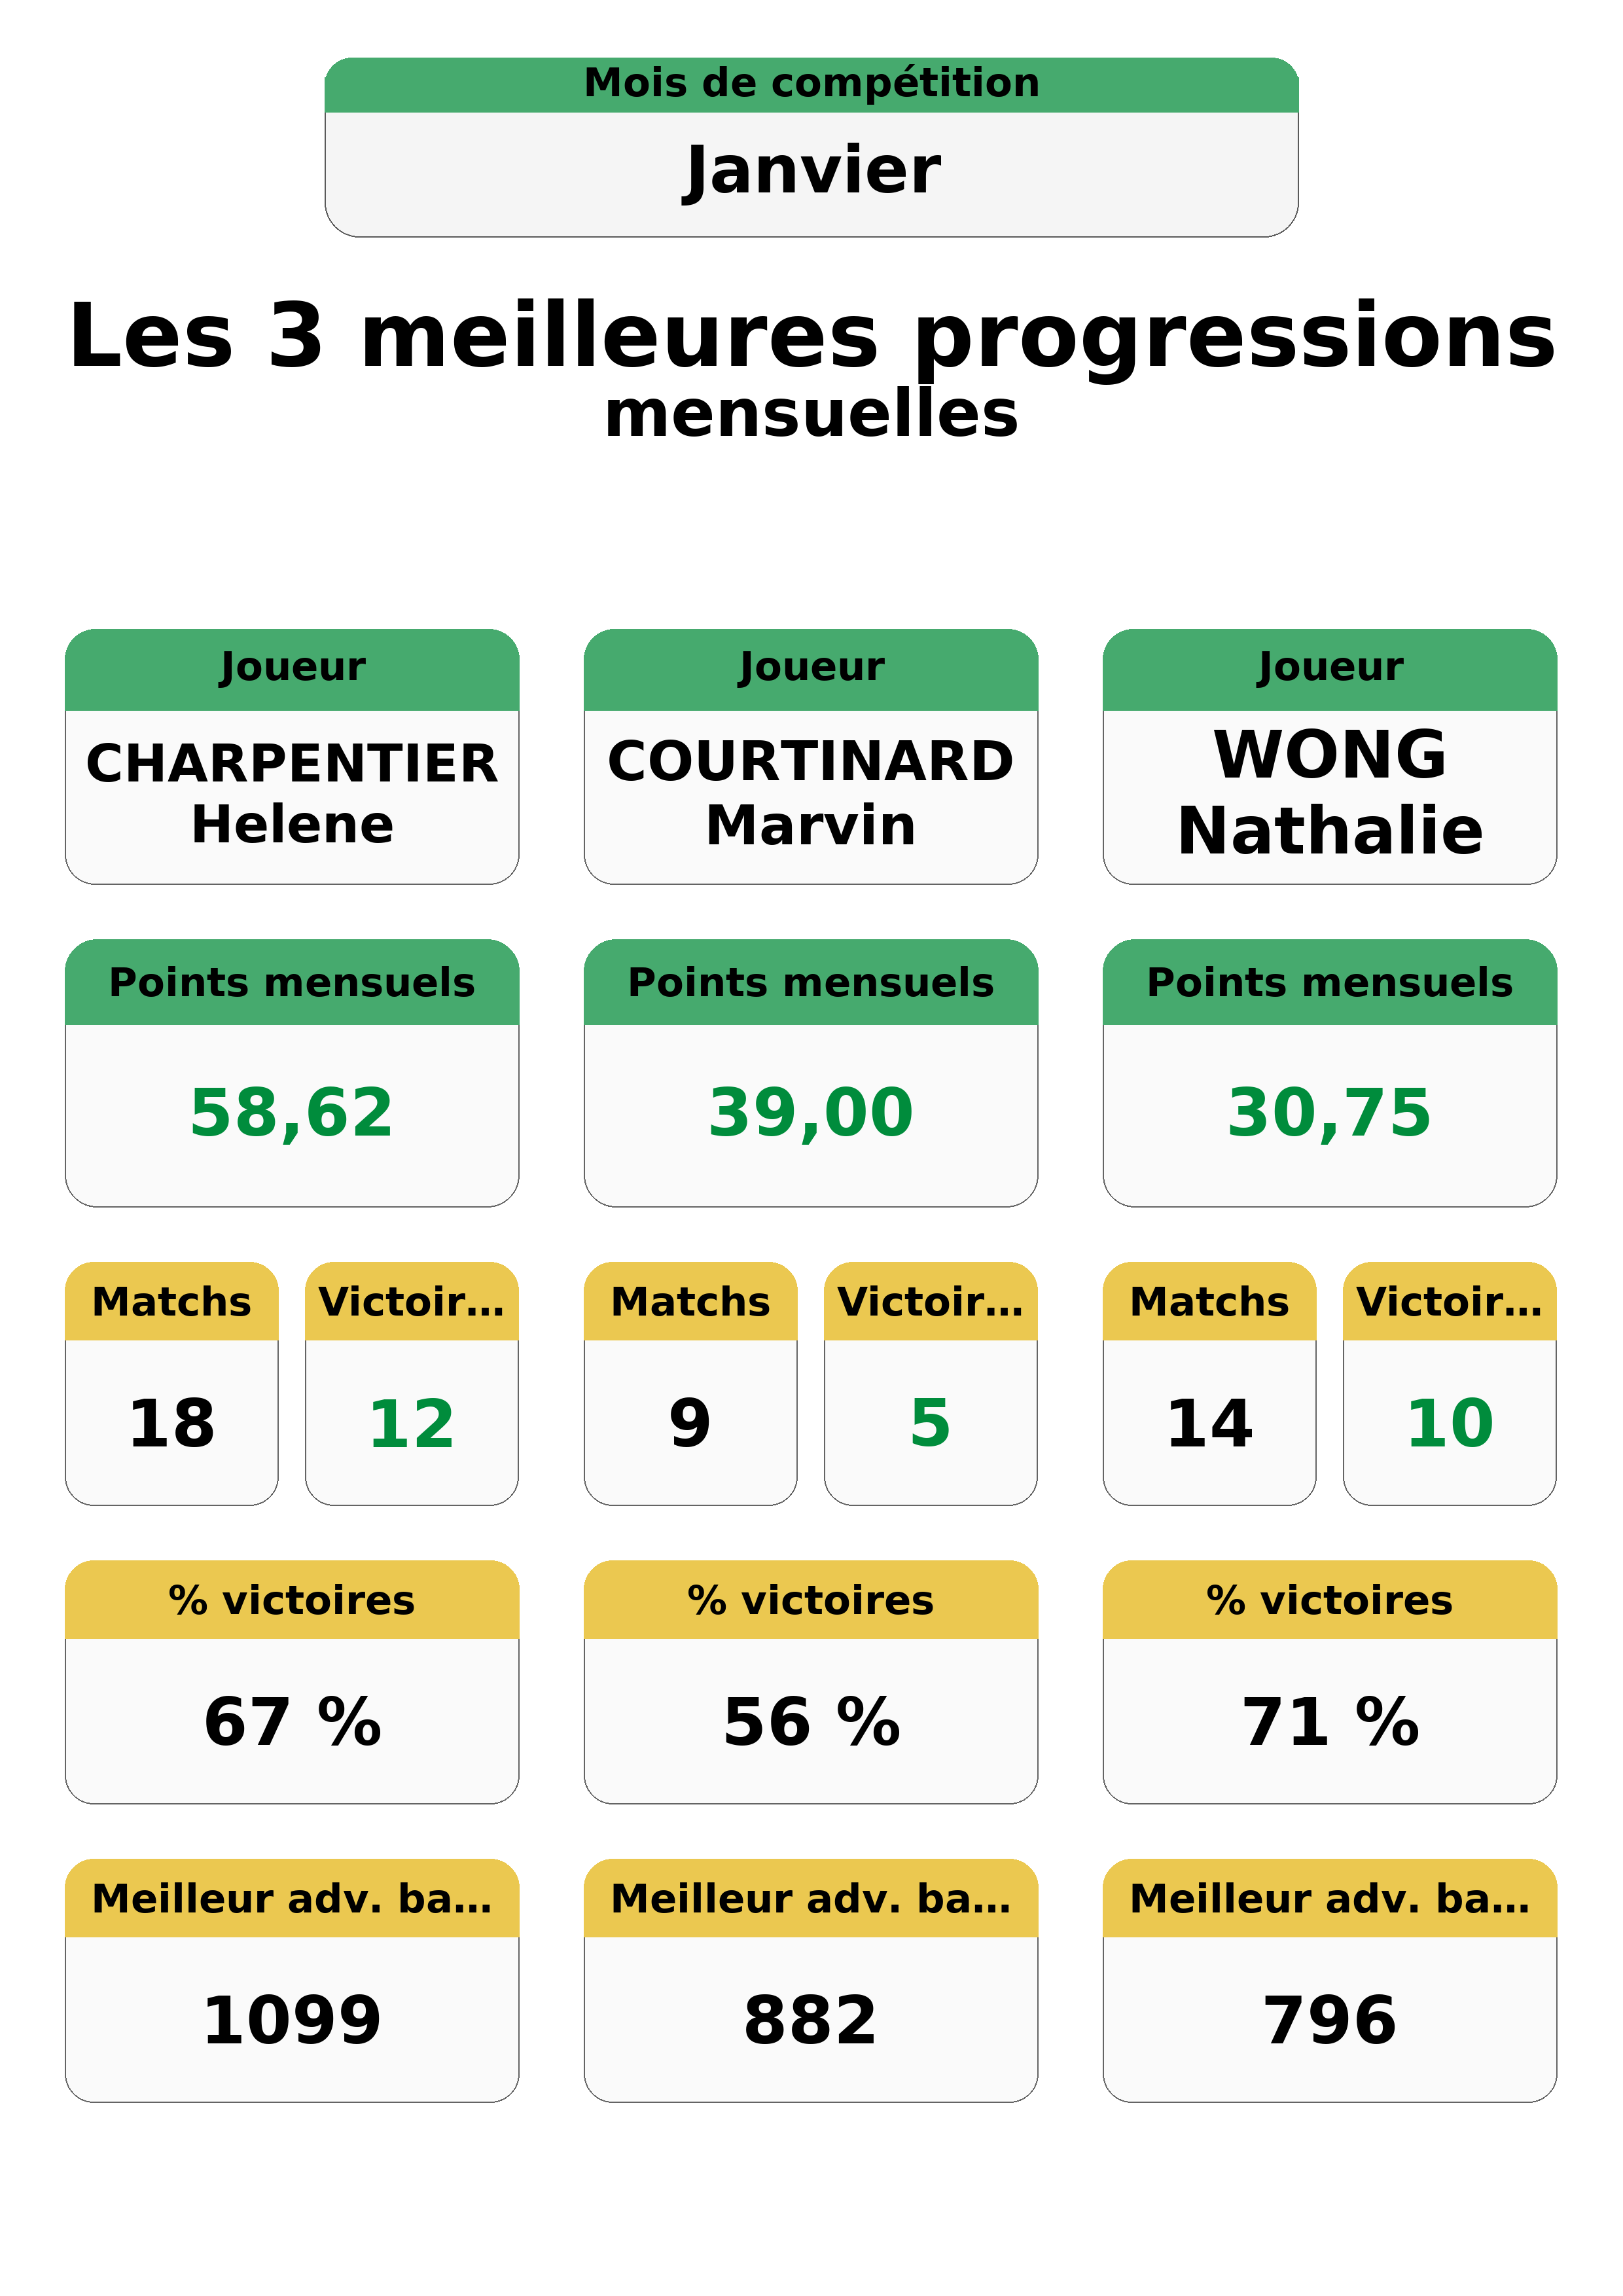 Mois de compétition
Janvier
Les 3 meilleures progressions
mensuelles
Joueur
CHARPENTIER
Helene
Joueur
COURTINARD
Marvin
Joueur
WONG
Nathalie
Points mensuels
58,62
Points mensuels
39,00
Points mensuels
30,75
Matchs
18
Victoir...
12
Matchs
9
Victoir...
5
Matchs
14
Victoir...
10
% victoires
67 %
% victoires
56 %
% victoires
71 %
Meilleur adv. ba...
1099
Meilleur adv. ba...
882
Meilleur adv. ba...
796